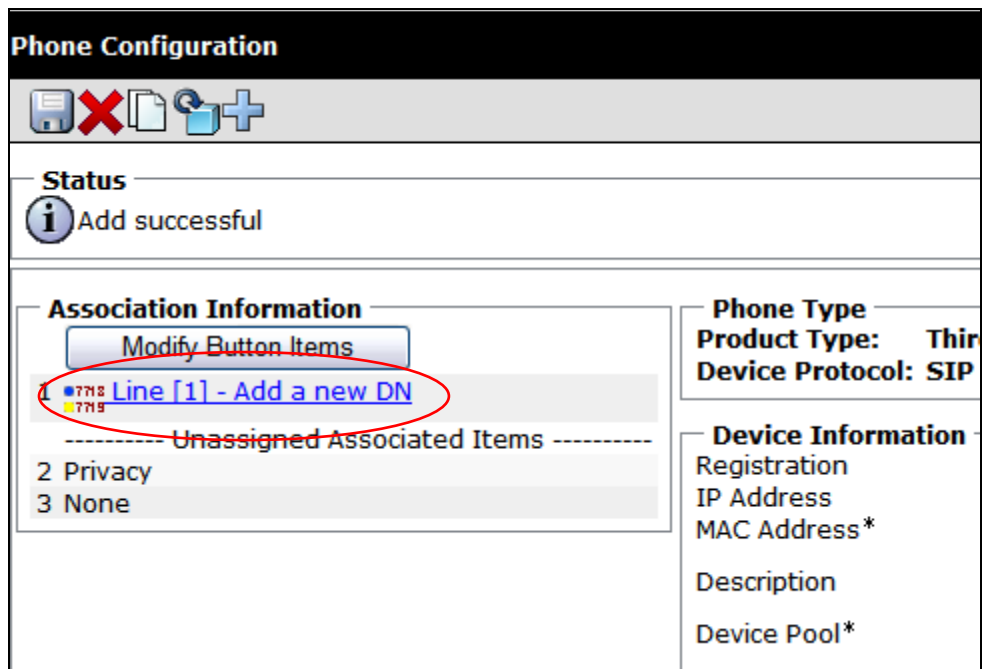 Phone Configuration
Status
i Add successful
Association Information
Modify Button Items
1 7718 7719 Line [1] - Add a new DN
---------- Unassigned Associated Items ----------
2 Privacy
3 None
Phone Type
Product Type:
Device Protocol: SIP
Device Information
Registration
IP Address
MAC Address*
Description
Device Pool*